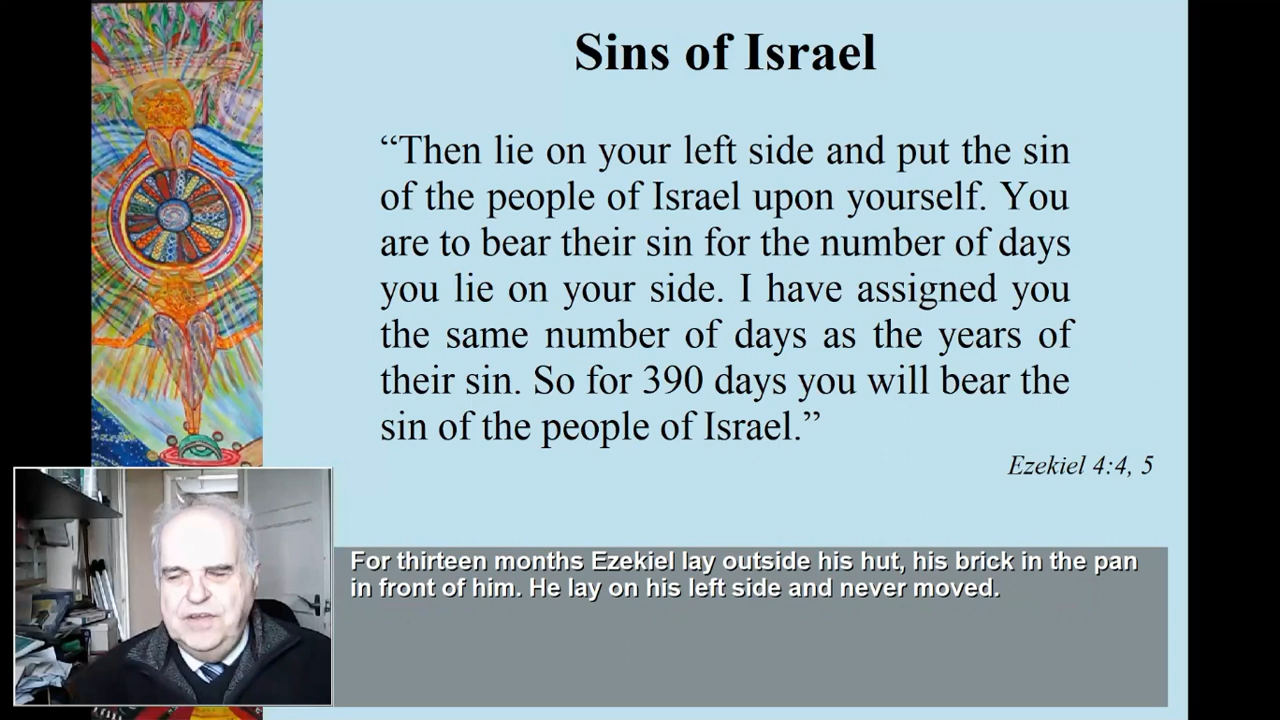 Sins of Israel
“Then lie on your left side and put the sin
of the people of Israel upon yourself. You
are to bear their sin for the number of days
you lie on your side. I have assigned you
the same number of days as the years of
their sin. So for 390 days you will bear the
sin of the people of Israel.”
Ezekiel 4:4, 5
For thirteen months Ezekiel lay outside his hut, his brick in the pan
in front of him. He lay on his left side and never moved.